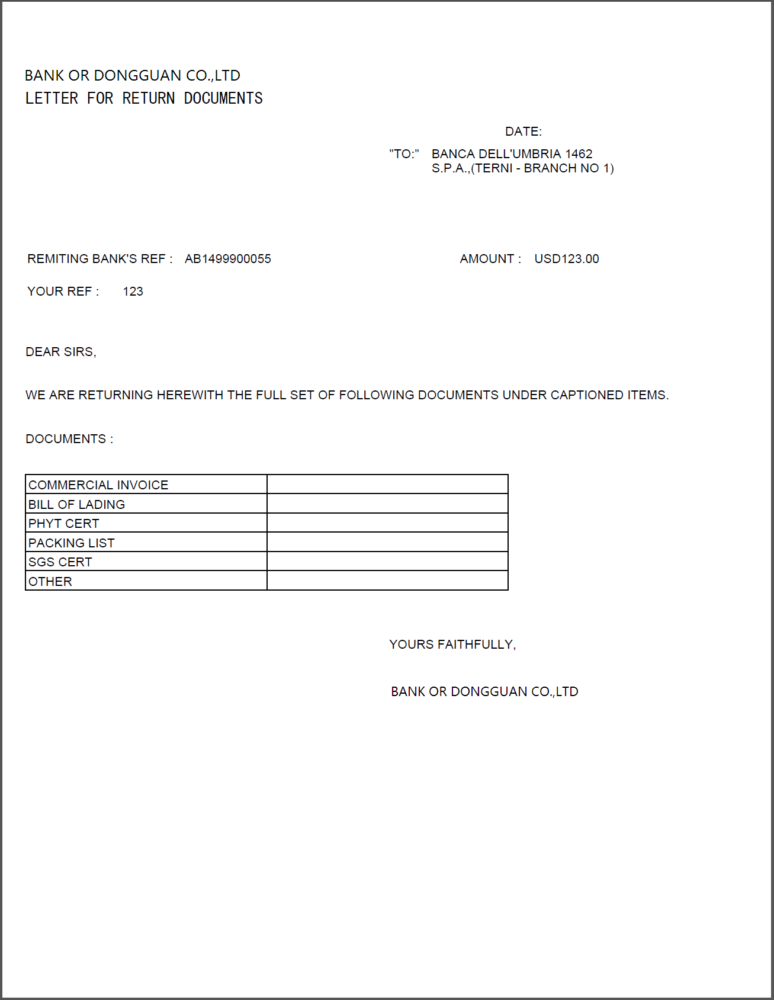 BANK OR DONGGUAN CO.,LTD
LETTER FOR RETURN DOCUMENTS
DATE:
"TO:" BANCA DELL'UMBRIA 1462
S.P.A.,(TERNI - BRANCH NO 1)
REMITING BANK'S REF : AB1499900055 AMOUNT : USD123.00
YOUR REF : 123
DEAR SIRS,
WE ARE RETURNING HEREWITH THE FULL SET OF FOLLOWING DOCUMENTS UNDER CAPTIONED ITEMS.
DOCUMENTS :
COMMERCIAL INVOICE
BILL OF LADING
PHYT CERT
PACKING LIST
SGS CERT
OTHER
YOURS FAITHFULLY,
BANK OR DONGGUAN CO.,LTD